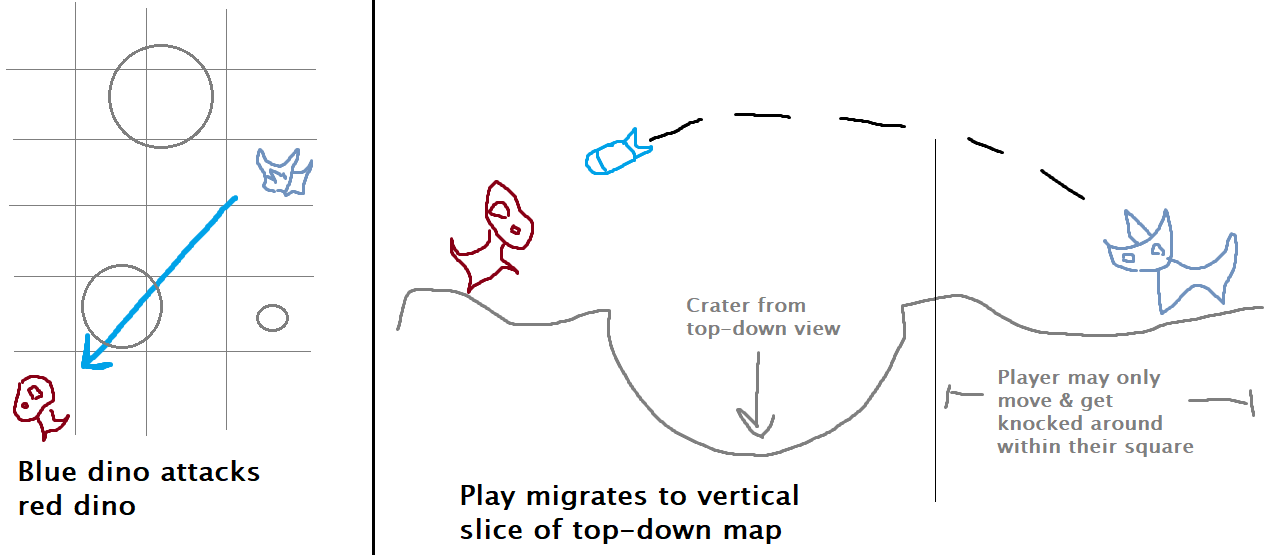 Blue dino attacks
red dino
Crater from
top-down view
Player may only
move & get
knocked around
within their square
Play migrates to vertical
slice of top-down map